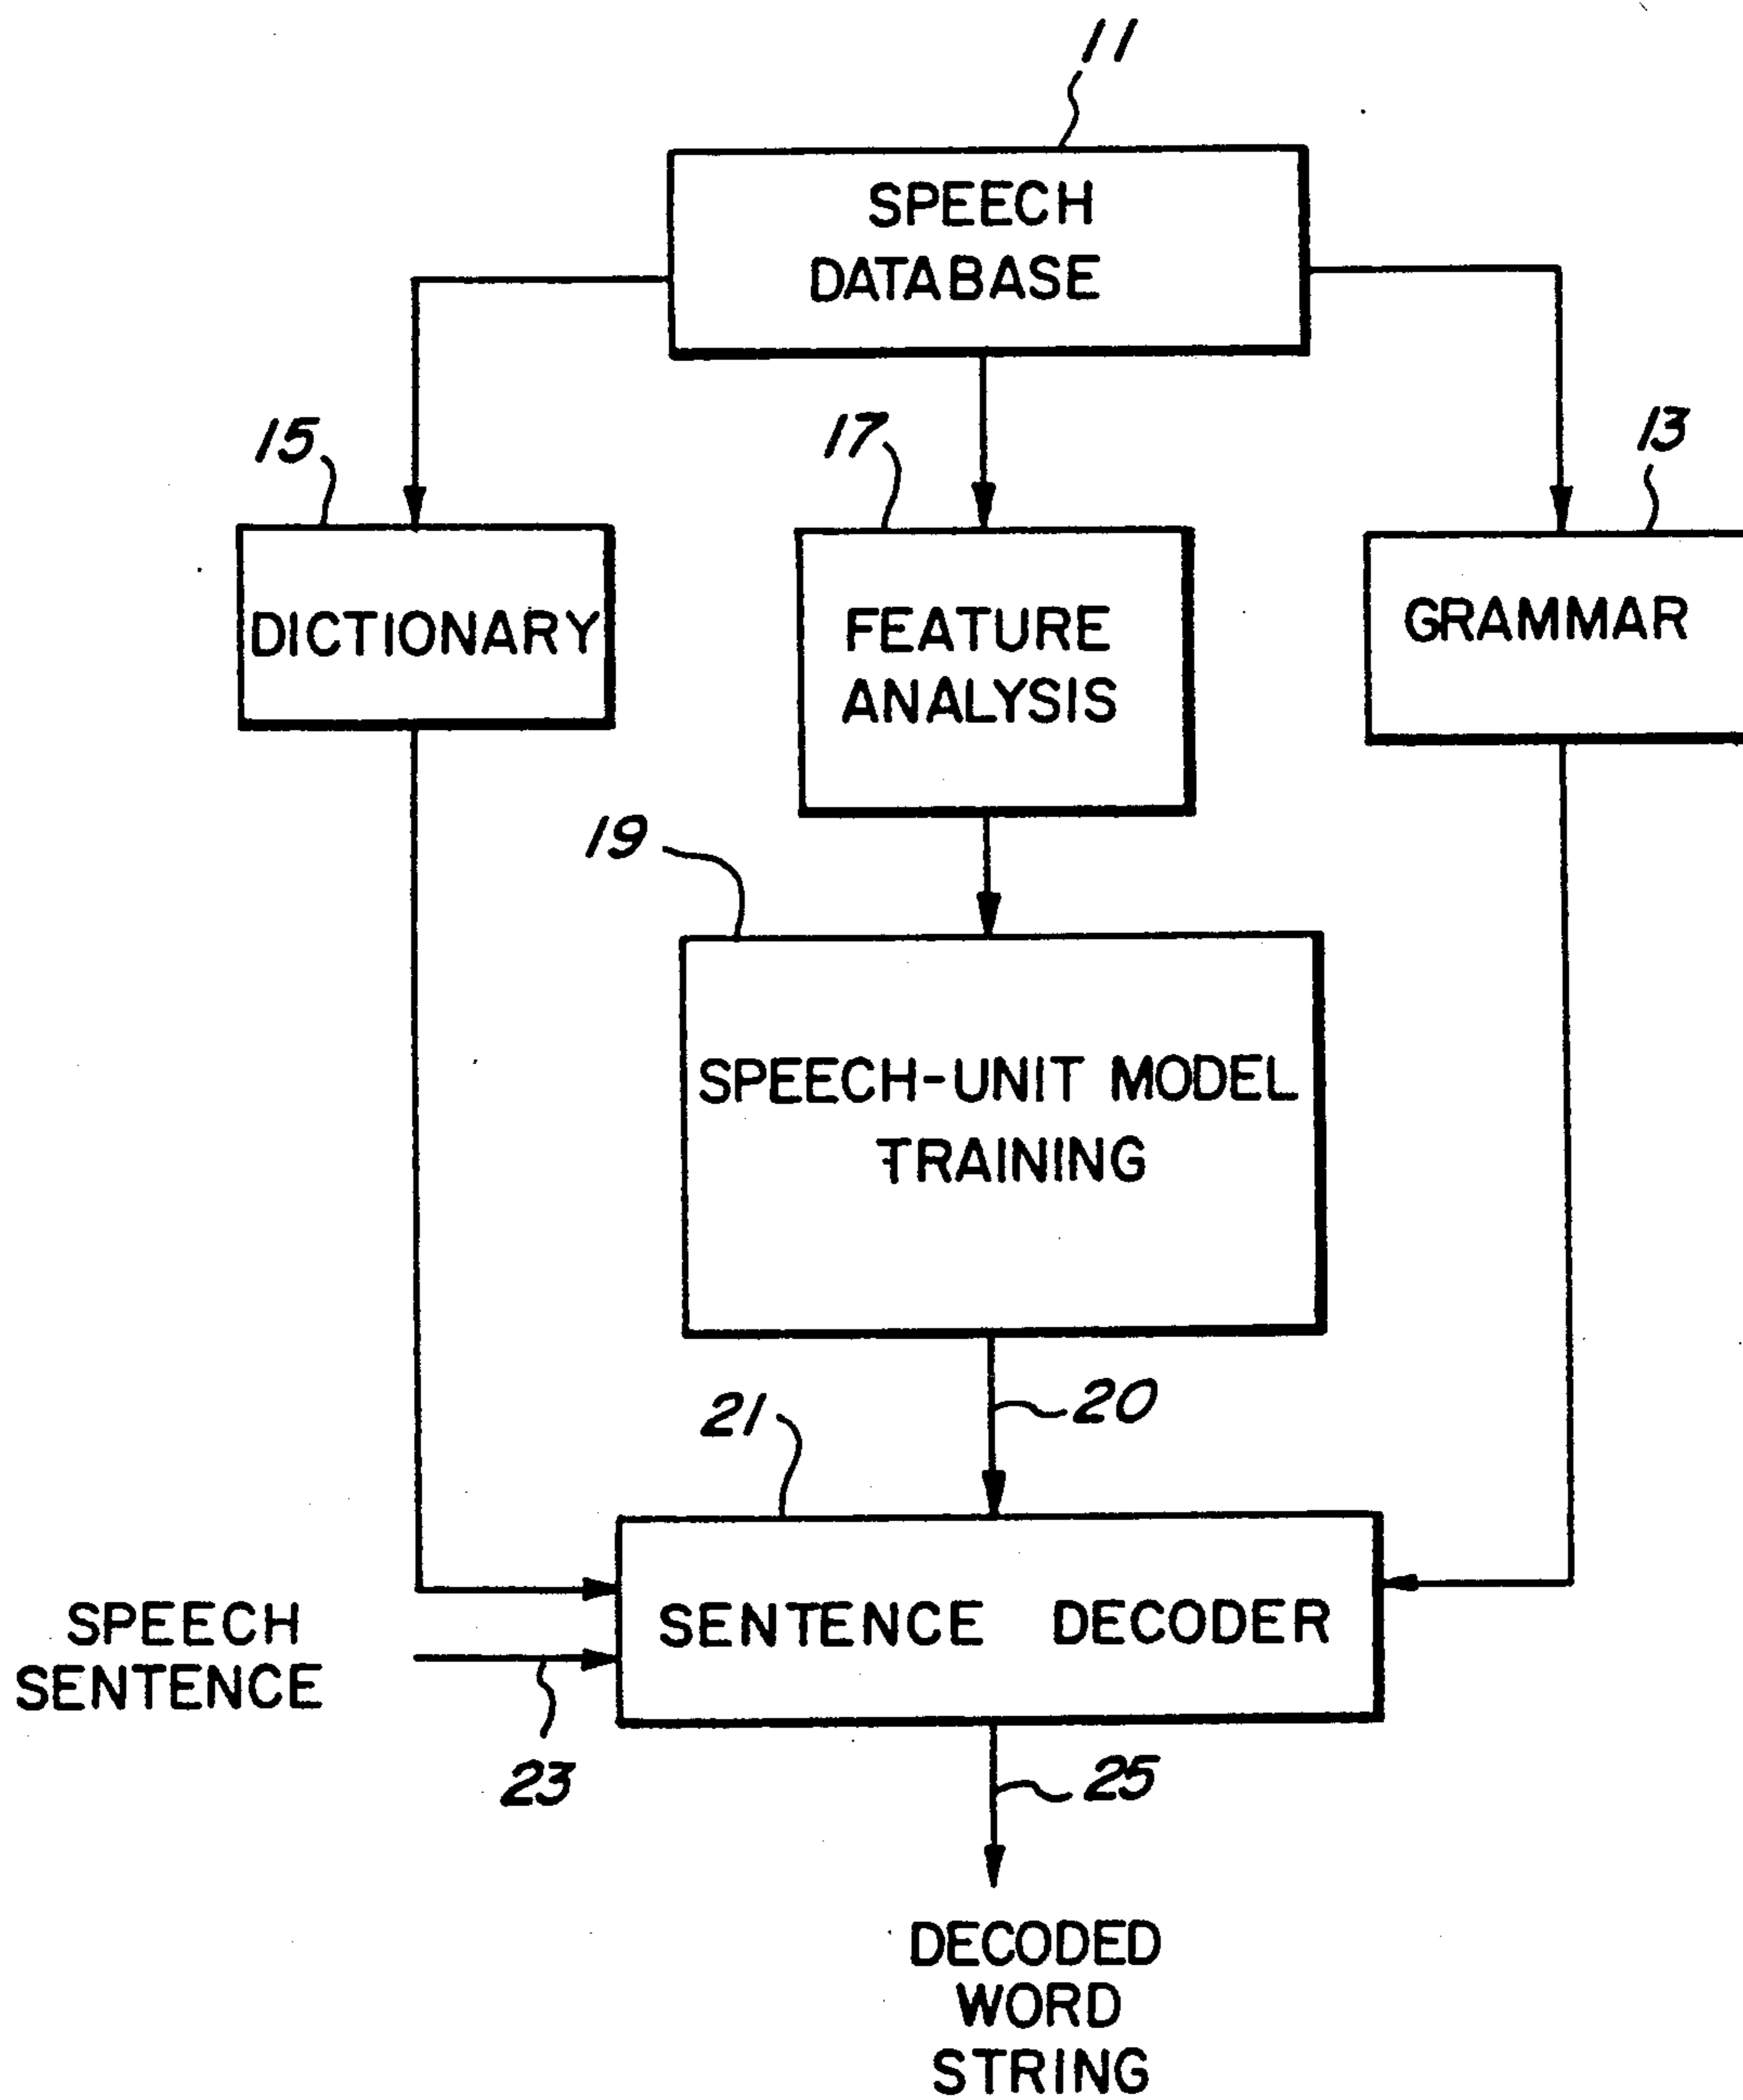 11
SPEECH
DATABASE
15
17
13
DICTIONARY
FEATURE
ANALYSIS
GRAMMAR
19
SPEECH-UNIT MODEL
TRAINING
20
21
SPEECH
SENTENCE
SENTENCE DECODER
23
25
DECODED
WORD
STRING